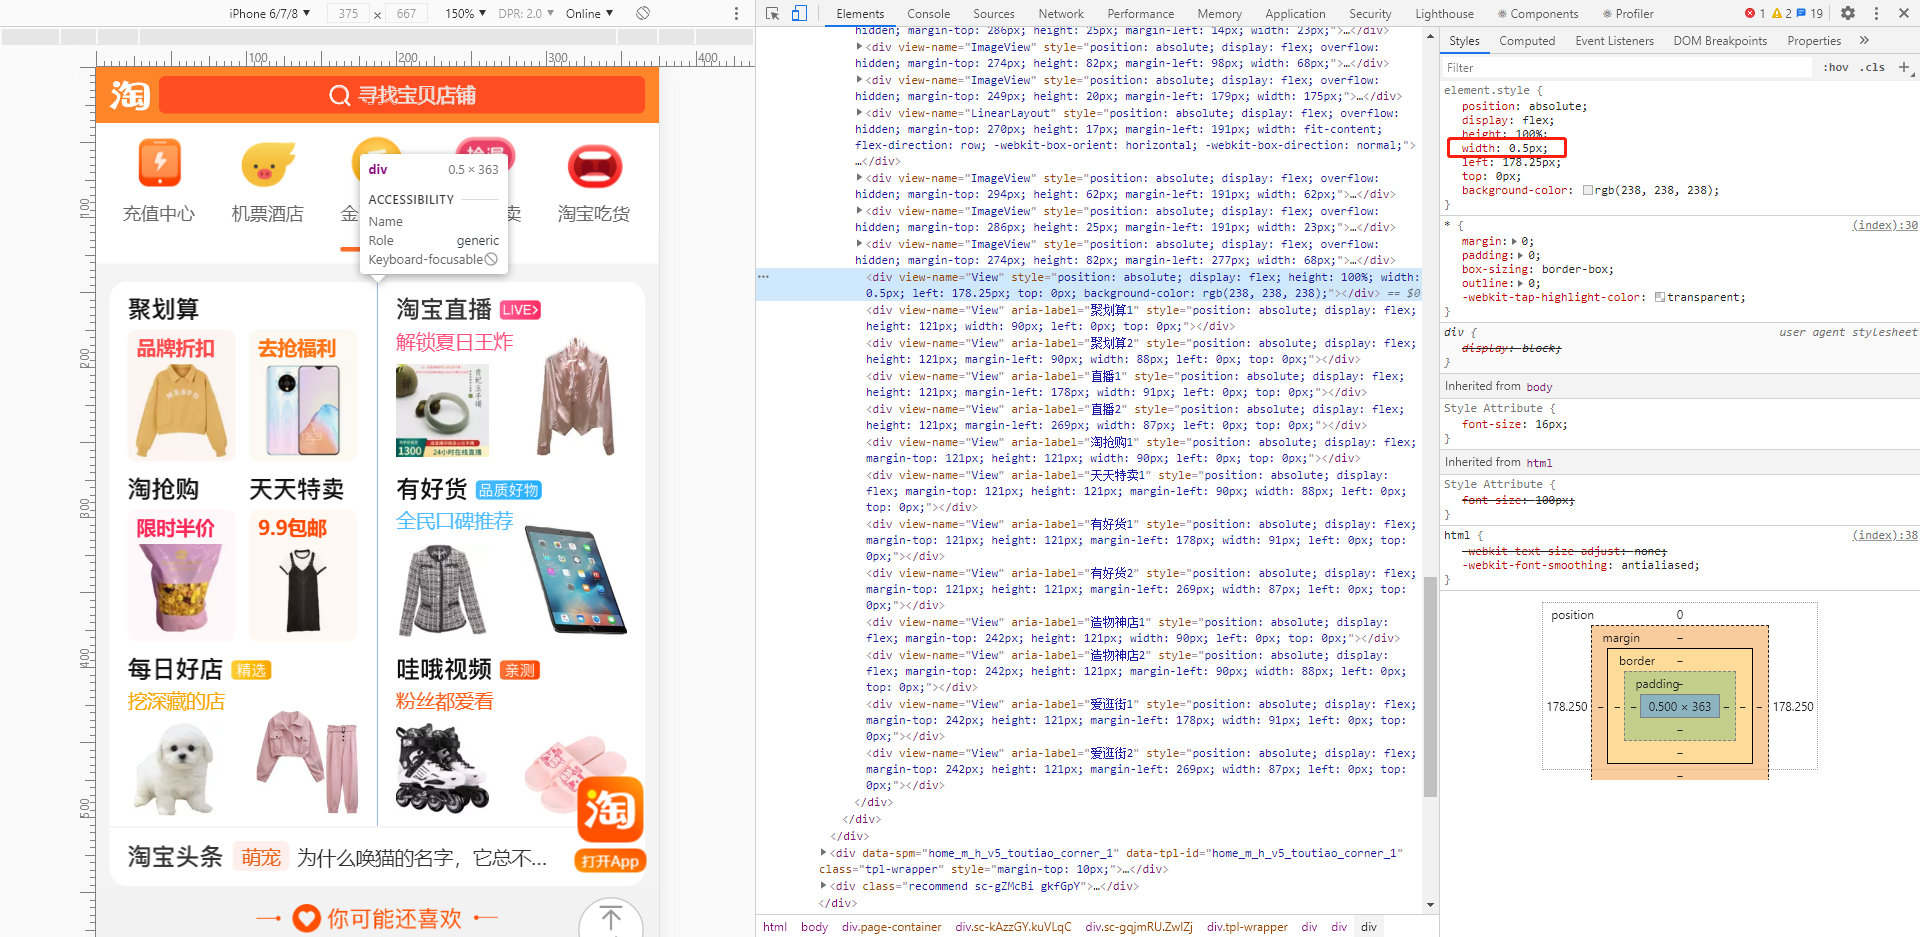 iPhone 6/7/8 ▼ 375 × 667 150% ▼ DPR: 2.0 ▼ Online ▼
100 200 300 400
100
200
300
400
500
淘 寻找宝贝店铺
充值中心 机票酒店 金 卖 淘宝吃货
div 0.5 × 363
ACCESSIBILITY
Name
Role generic
Keyboard-focusable
聚划算 淘宝直播 LIVE>
解锁夏日王炸
品牌折扣 去抢福利
1300 24小时在线直播
淘抢购 天天特卖 有好货 品质好物
全民口碑推荐
限时半价 9.9包邮
每日好店 精选 哇哦视频 亲测
挖深藏的店 粉丝都爱看
淘
打开App
淘宝头条 萌宠 为什么唤猫的名字，它总不...
你可能还喜欢
Elements Console Sources Network Performance Memory Application Security Lighthouse Components Profiler 1 2 19
hidden; margin-top: 286px; height: 25px; margin-left: 14px; width: 23px;">…</div>
<div view-name="ImageView" style="position: absolute; display: flex; overflow:
hidden; margin-top: 274px; height: 82px; margin-left: 98px; width: 68px;">…</div>
<div view-name="ImageView" style="position: absolute; display: flex; overflow:
hidden; margin-top: 249px; height: 20px; margin-left: 179px; width: 175px;">…</div>
<div view-name="LinearLayout" style="position: absolute; display: flex; overflow:
hidden; margin-top: 270px; height: 17px; margin-left: 191px; width: fit-content;
flex-direction: row; -webkit-box-orient: horizontal; -webkit-box-direction: normal;">
…</div>
<div view-name="ImageView" style="position: absolute; display: flex; overflow:
hidden; margin-top: 294px; height: 62px; margin-left: 191px; width: 62px;">…</div>
<div view-name="ImageView" style="position: absolute; display: flex; overflow:
hidden; margin-top: 286px; height: 25px; margin-left: 191px; width: 23px;">…</div>
<div view-name="ImageView" style="position: absolute; display: flex; overflow:
hidden; margin-top: 274px; height: 82px; margin-left: 277px; width: 68px;">…</div>
<div view-name="View" style="position: absolute; display: flex; height: 100%; width:
0.5px; left: 178.25px; top: 0px; background-color: rgb(238, 238, 238);"></div> == $0
<div view-name="View" aria-label="聚划算1" style="position: absolute; display: flex;
height: 121px; width: 90px; left: 0px; top: 0px;"></div>
<div view-name="View" aria-label="聚划算2" style="position: absolute; display: flex;
height: 121px; margin-left: 90px; width: 88px; left: 0px; top: 0px;"></div>
<div view-name="View" aria-label="直播1" style="position: absolute; display: flex;
height: 121px; margin-left: 178px; width: 91px; left: 0px; top: 0px;"></div>
<div view-name="View" aria-label="直播2" style="position: absolute; display: flex;
height: 121px; margin-left: 269px; width: 87px; left: 0px; top: 0px;"></div>
<div view-name="View" aria-label="淘抢购1" style="position: absolute; display: flex;
margin-top: 121px; height: 121px; width: 90px; left: 0px; top: 0px;"></div>
<div view-name="View" aria-label="天天特卖1" style="position: absolute; display:
flex; margin-top: 121px; height: 121px; margin-left: 90px; width: 88px; left: 0px;
top: 0px;"></div>
<div view-name="View" aria-label="有好货1" style="position: absolute; display: flex;
margin-top: 121px; height: 121px; margin-left: 178px; width: 91px; left: 0px; top:
0px;"></div>
<div view-name="View" aria-label="有好货2" style="position: absolute; display: flex;
margin-top: 121px; height: 121px; margin-left: 269px; width: 87px; left: 0px; top:
0px;"></div>
<div view-name="View" aria-label="造物神店1" style="position: absolute; display:
flex; margin-top: 242px; height: 121px; width: 90px; left: 0px; top: 0px;"></div>
<div view-name="View" aria-label="造物神店2" style="position: absolute; display:
flex; margin-top: 242px; height: 121px; margin-left: 90px; width: 88px; left: 0px;
top: 0px;"></div>
<div view-name="View" aria-label="爱逛街1" style="position: absolute; display: flex;
margin-top: 242px; height: 121px; margin-left: 178px; width: 91px; left: 0px; top:
0px;"></div>
<div view-name="View" aria-label="爱逛街2" style="position: absolute; display: flex;
margin-top: 242px; height: 121px; margin-left: 269px; width: 87px; left: 0px; top:
0px;"></div>
</div>
</div>
</div>
<div data-spm="home_m_h_v5_toutiao_corner_1" data-tpl-id="home_m_h_v5_toutiao_corner_1"
class="tpl-wrapper" style="margin-top: 10px;">…</div>
<div class="recommend sc-gZMcBi gkfGpY">…</div>
</div>
html body div.page-container div.sc-kAzzGY.kuVLqC div.sc-gqjmRU.ZwIZj div.tpl-wrapper div div div
Styles Computed Event Listeners DOM Breakpoints Properties »
Filter :hov .cls +
element.style {
position: absolute;
display: flex;
height: 100%;
width: 0.5px;
left: 178.25px;
top: 0px;
background-color: rgb(238, 238, 238);
}
* { (index):30
margin: 0;
padding: 0;
box-sizing: border-box;
outline: 0;
-webkit-tap-highlight-color: transparent;
}
div { user agent stylesheet
display: block;
}
Inherited from body
Style Attribute {
font-size: 16px;
}
Inherited from html
Style Attribute {
font-size: 100px;
}
html { (index):38
-webkit-text-size-adjust: none;
-webkit-font-smoothing: antialiased;
}
position 0
margin –
border –
padding –
178.250 – – – 0.500 × 363 – – – 178.250
–
–
–